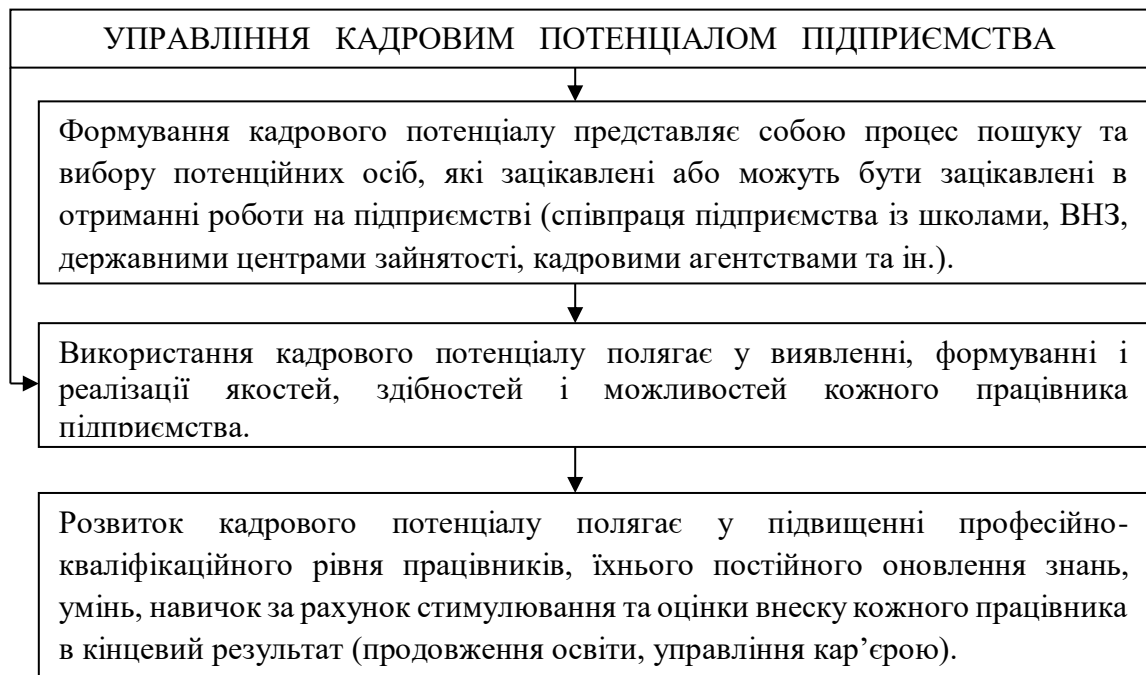 УПРАВЛІННЯ КАДРОВИМ ПОТЕНЦІАЛОМ ПІДПРИЄМСТВА
Формування кадрового потенціалу представляє собою процес пошуку та
вибору потенційних осіб, які зацікавлені або можуть бути зацікавлені в
отриманні роботи на підприємстві (співпраця підприємства із школами, ВНЗ,
державними центрами зайнятості, кадровими агентствами та ін.).
Використання кадрового потенціалу полягає у виявленні, формуванні і
реалізації якостей, здібностей і можливостей кожного працівника
підприємства.
Розвиток кадрового потенціалу полягає у підвищенні професійно-
кваліфікаційного рівня працівників, їхнього постійного оновлення знань,
умінь, навичок за рахунок стимулювання та оцінки внеску кожного працівника
в кінцевий результат (продовження освіти, управління кар’єрою).